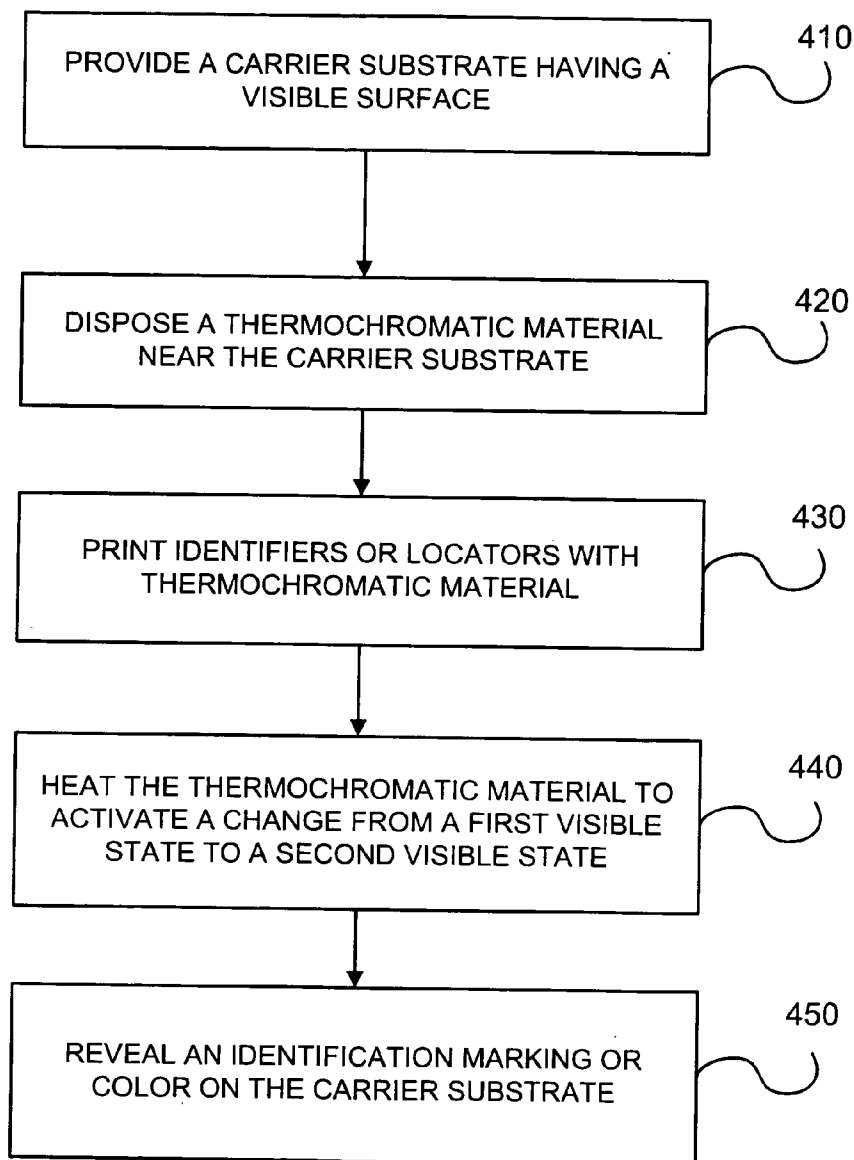 410
PROVIDE A CARRIER SUBSTRATE HAVING A
VISIBLE SURFACE
420
DISPOSE A THERMOCHROMATIC MATERIAL
NEAR THE CARRIER SUBSTRATE
430
PRINT IDENTIFIERS OR LOCATORS WITH
THERMOCHROMATIC MATERIAL
440
HEAT THE THERMOCHROMATIC MATERIAL TO
ACTIVATE A CHANGE FROM A FIRST VISIBLE
STATE TO A SECOND VISIBLE STATE
450
REVEAL AN IDENTIFICATION MARKING OR
COLOR ON THE CARRIER SUBSTRATE